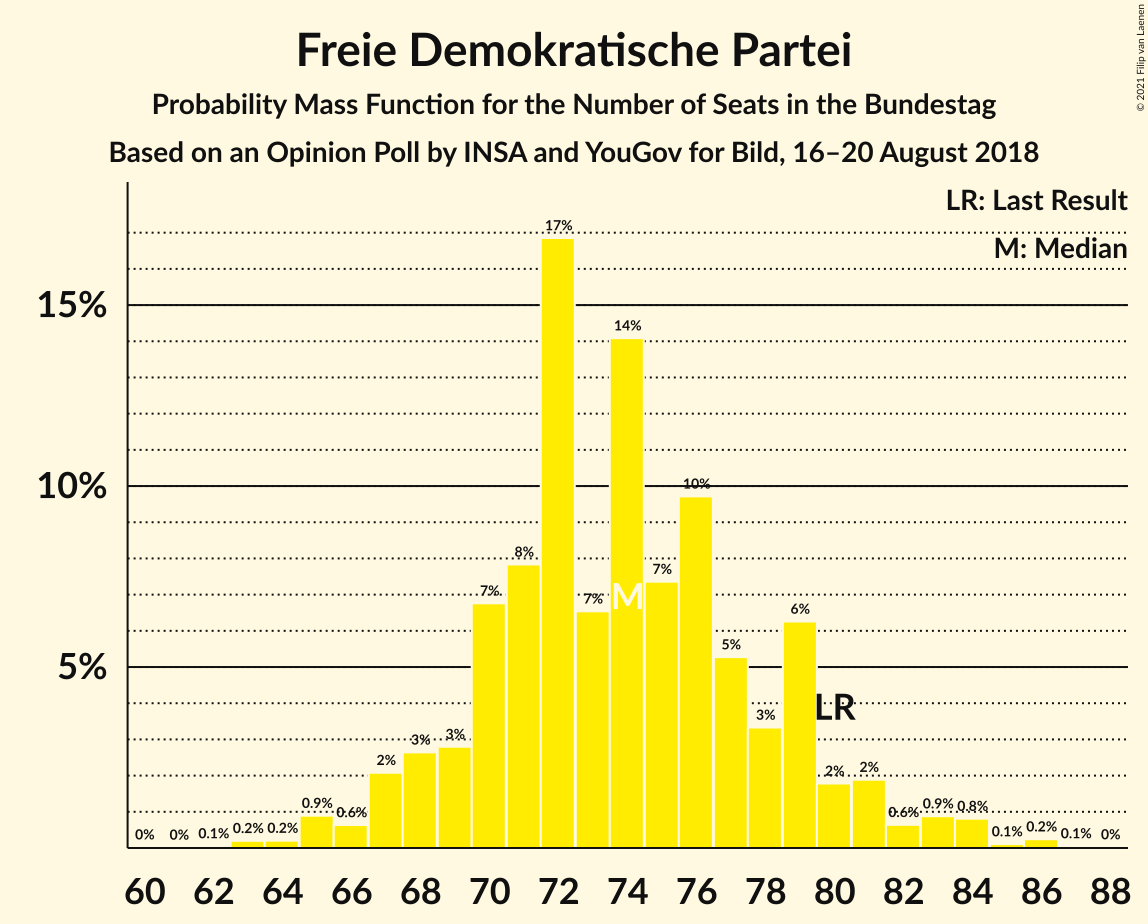 Freie Demokratische Partei
Probability Mass Function for the Number of Seats in the Bundestag
Based on an Opinion Poll by INSA and YouGov for Bild, 16–20 August 2018
© 2021 Filip van Laenen
LR: Last Result
M: Median
15%
10%
5%
0% 0% 0.1% 0.2% 0.2% 0.9% 0.6% 2% 3% 3% 7% 8% 17% 7% 14% 7% 10% 5% 3% 6% 2% 2% 0.6% 0.9% 0.8% 0.1% 0.2% 0.1% 0%
M
LR
60 62 64 66 68 70 72 74 76 78 80 82 84 86 88